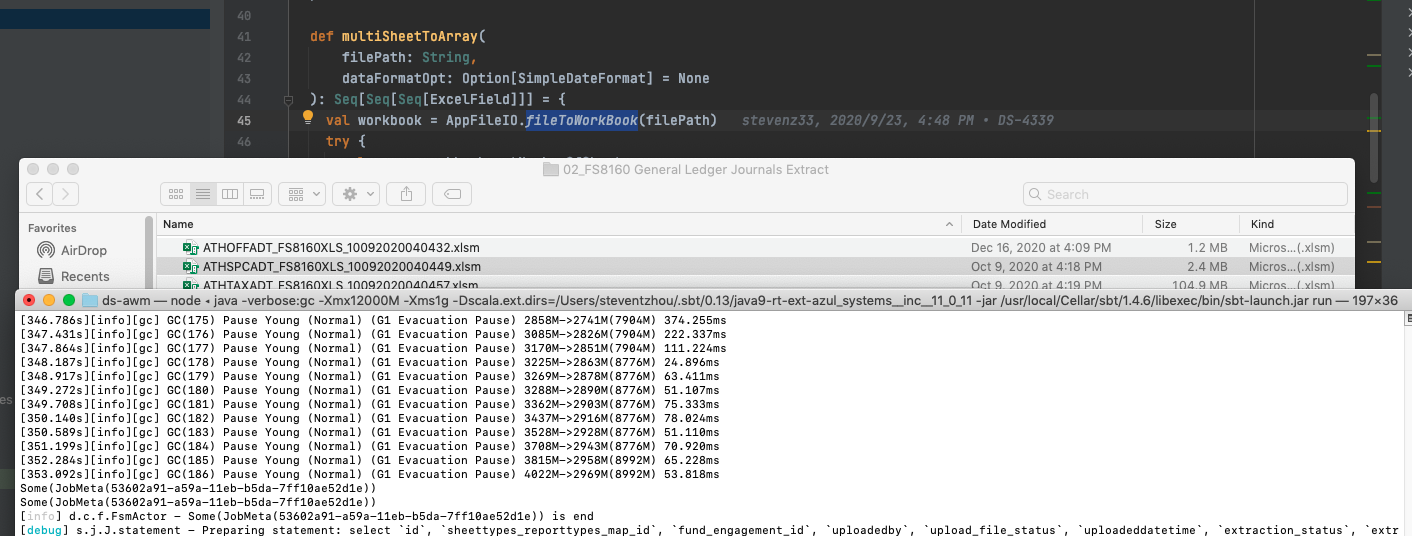 40
41 def multiSheetToArray(
42 filePath: String,
43 dataFormatOpt: Option[SimpleDateFormat] = None
44 ): Seq[Seq[Seq[ExcelField]]] = {
45 val workbook = AppFileIO.fileToWorkBook(filePath) stevenz33, 2020/9/23, 4:48 PM • DS-4339
46 try {
02_FS8160 General Ledger Journals Extract
Search
Favorites
AirDrop
Recents
Name Date Modified Size Kind
ATHOFFADT_FS8160XLS_10092020040432.xlsm Dec 16, 2020 at 4:09 PM 1.2 MB Micros...(.xlsm)
ATHSPCADT_FS8160XLS_10092020040449.xlsm Oct 9, 2020 at 4:18 PM 2.4 MB Micros...(.xlsm)
ATHTAXADT_FS8160XLS_10092020040457.xlsm Oct 9, 2020 at 4:19 PM 104.9 MB Micros...(.xlsm)
ds-awm — node ◂ java -verbose:gc -Xmx12000M -Xms1g -Dscala.ext.dirs=/Users/steventzhou/.sbt/0.13/java9-rt-ext-azul_systems__inc__11_0_11 -jar /usr/local/Cellar/sbt/1.4.6/libexec/bin/sbt-launch.jar run — 197×36
[346.786s][info][gc] GC(175) Pause Young (Normal) (G1 Evacuation Pause) 2858M->2741M(7904M) 374.255ms
[347.431s][info][gc] GC(176) Pause Young (Normal) (G1 Evacuation Pause) 3085M->2826M(7904M) 222.337ms
[347.864s][info][gc] GC(177) Pause Young (Normal) (G1 Evacuation Pause) 3170M->2851M(7904M) 111.224ms
[348.187s][info][gc] GC(178) Pause Young (Normal) (G1 Evacuation Pause) 3225M->2863M(8776M) 24.896ms
[348.917s][info][gc] GC(179) Pause Young (Normal) (G1 Evacuation Pause) 3269M->2878M(8776M) 63.411ms
[349.272s][info][gc] GC(180) Pause Young (Normal) (G1 Evacuation Pause) 3288M->2890M(8776M) 51.107ms
[349.708s][info][gc] GC(181) Pause Young (Normal) (G1 Evacuation Pause) 3362M->2903M(8776M) 75.333ms
[350.140s][info][gc] GC(182) Pause Young (Normal) (G1 Evacuation Pause) 3437M->2916M(8776M) 78.024ms
[350.589s][info][gc] GC(183) Pause Young (Normal) (G1 Evacuation Pause) 3528M->2928M(8776M) 51.110ms
[351.199s][info][gc] GC(184) Pause Young (Normal) (G1 Evacuation Pause) 3708M->2943M(8776M) 70.920ms
es
[352.284s][info][gc] GC(185) Pause Young (Normal) (G1 Evacuation Pause) 3815M->2958M(8992M) 65.228ms
[353.092s][info][gc] GC(186) Pause Young (Normal) (G1 Evacuation Pause) 4022M->2969M(8992M) 53.818ms
Some(JobMeta(53602a91-a59a-11eb-b5da-7ff10ae52d1e))
Some(JobMeta(53602a91-a59a-11eb-b5da-7ff10ae52d1e))
[info] d.c.f.FsmActor - Some(JobMeta(53602a91-a59a-11eb-b5da-7ff10ae52d1e)) is end
[debug] s.j.J.statement - Preparing statement: select `id`, `sheettypes_reporttypes_map_id`, `fund_engagement_id`, `uploadedby`, `upload_file_status`, `uploadeddatetime`, `extraction_status`, `extr